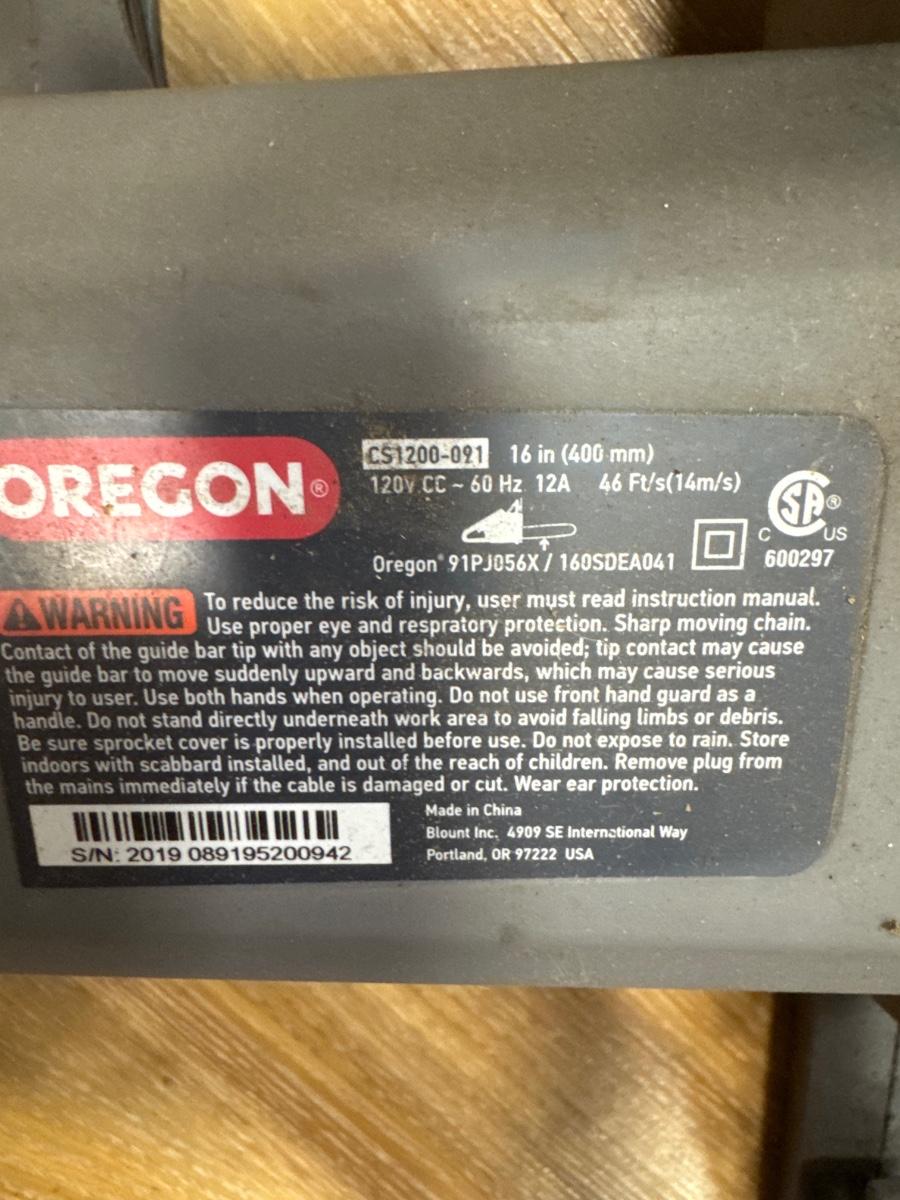 OREGON®
CS1200-091 16 in (400 mm)
120V CC ~ 60 Hz 12A 46 Ft/s(14m/s)
Oregon® 91PJ056X / 160SDEA041
SA®
C US
600297
WARNING To reduce the risk of injury, user must read instruction manual.
Use proper eye and respratory protection. Sharp moving chain.
Contact of the guide bar tip with any object should be avoided; tip contact may cause
the guide bar to move suddenly upward and backwards, which may cause serious
injury to user. Use both hands when operating. Do not use front hand guard as a
handle. Do not stand directly underneath work area to avoid falling limbs or debris.
Be sure sprocket cover is properly installed before use. Do not expose to rain. Store
indoors with scabbard installed, and out of the reach of children. Remove plug from
the mains immediately if the cable is damaged or cut. Wear ear protection.
S/N: 2019 089195200942
Made in China
Blount Inc. 4909 SE International Way
Portland, OR 97222 USA